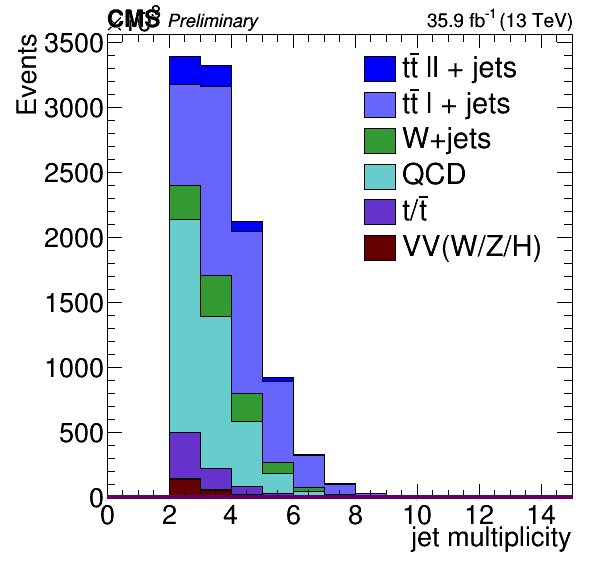 CMS Preliminary 35.9 fb⁻¹ (13 TeV)
Events
3500
3000
2500
2000
1500
1000
500
0
tt̄ ll + jets
tt̄ l + jets
W+jets
QCD
t/t̄
VV(W/Z/H)
0 2 4 6 8 10 12 14
jet multiplicity